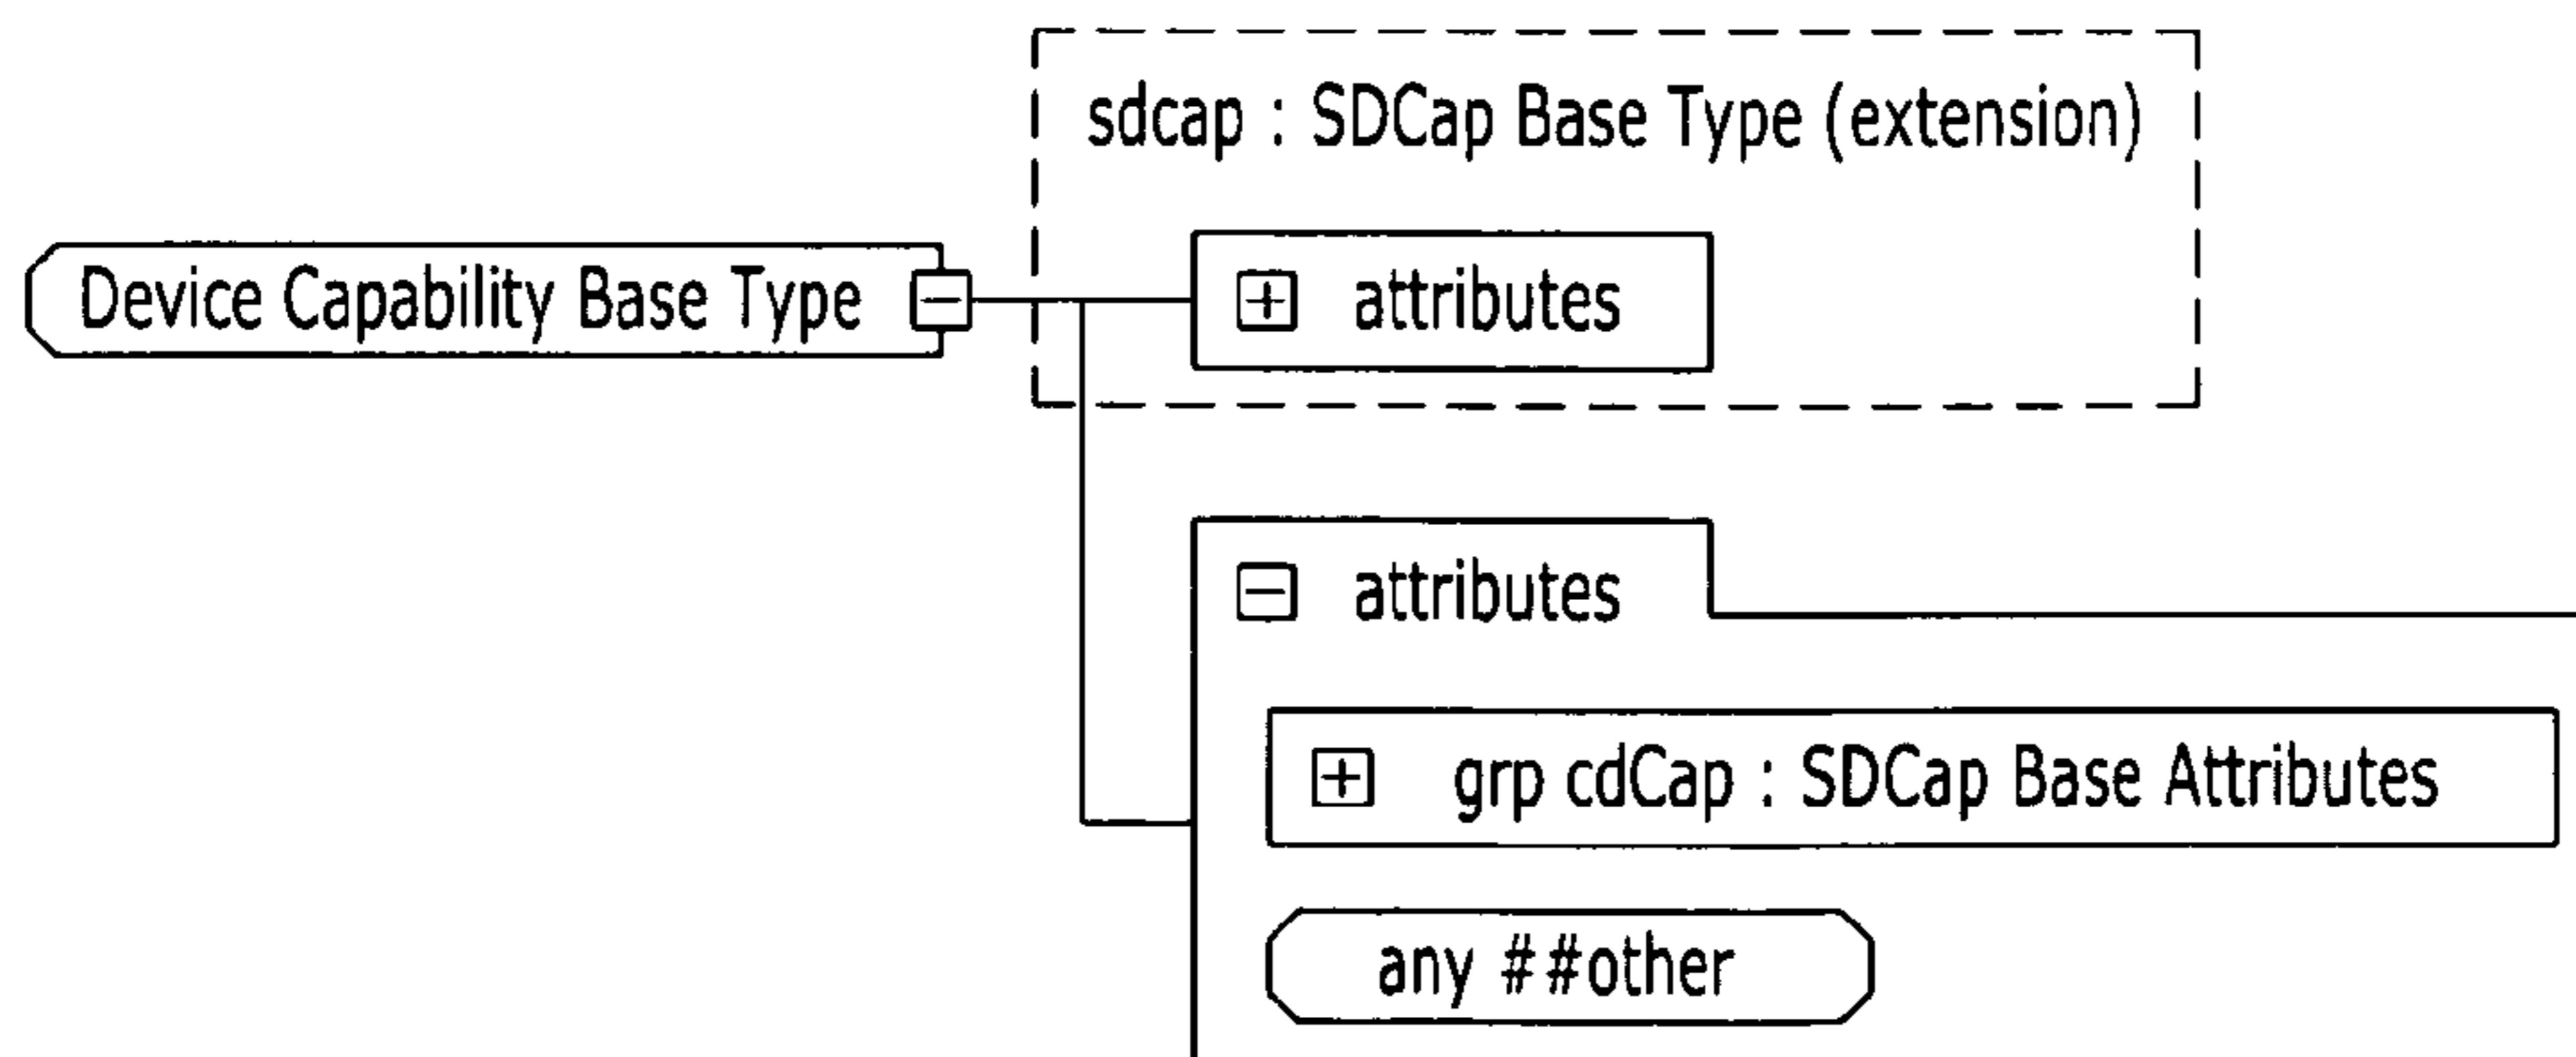 sdcap : SDCap Base Type (extension)
Device Capability Base Type
attributes
attributes
grp cdCap : SDCap Base Attributes
any ##other